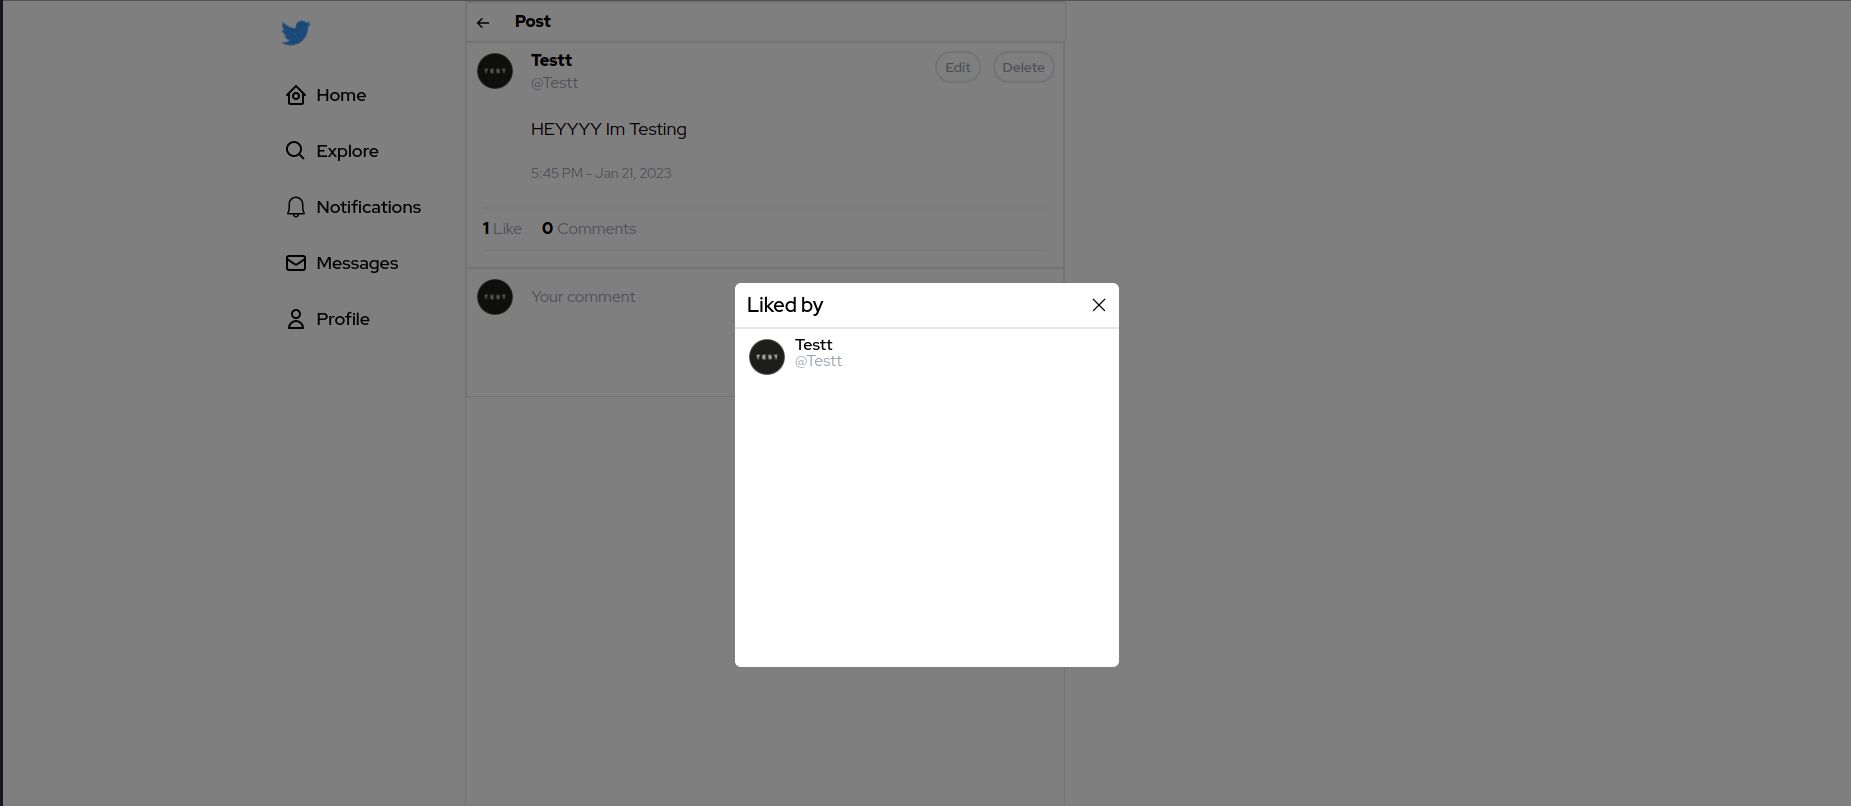 Post
Home
Explore
Notifications
Messages
Profile
TEST
Testt
@Testt
Edit
Delete
HEYYYY Im Testing
5:45 PM - Jan 21, 2023
1 Like
0 Comments
TEST
Your comment
Liked by
TEST
Testt
@Testt